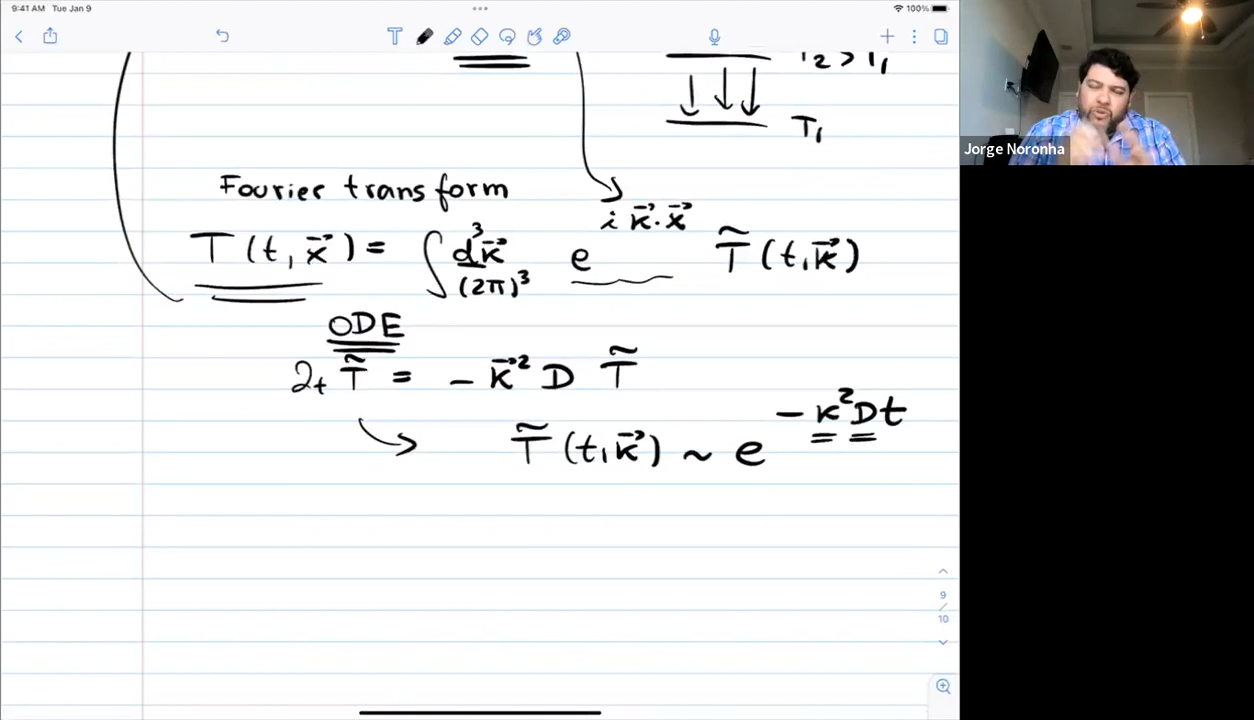 9:41 AM Tue Jan 9
100%
T₂ > T₁
T₁
Jorge Noronha
Fourier transform
T(t, x⃗) = ∫ d³k⃗/(2π)³ e^{i k⃗·x⃗} T̃(t, k⃗)
ODE
∂ₜ T̃ = - k⃗² D T̃
T̃(t, k⃗) ~ e^{-k²Dt}
9
10